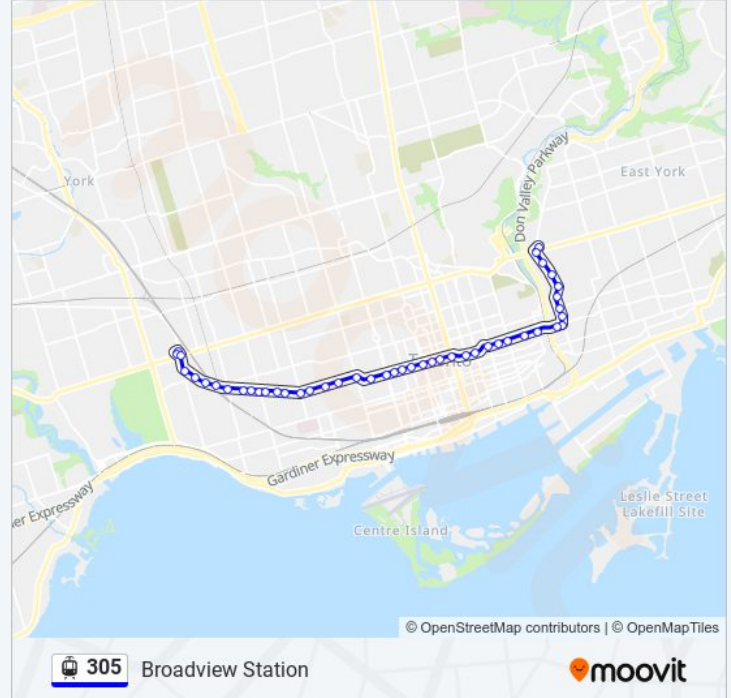 York
East York
Don Valley Parkway
Toronto
Gardiner Expressway
er Expressway
Leslie Street
Lakefill Site
Centre Island
© OpenStreetMap contributors | © OpenMapTiles
305 Broadview Station
moovit